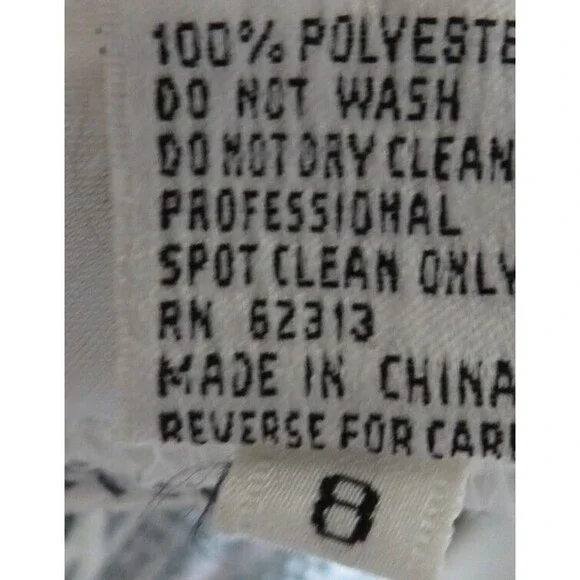 100% POLYESTE
DO NOT WASH
DO NOT DRY CLEAN
PROFESSIONAL
SPOT CLEAN ONLY
RN 62313
MADE IN CHINA
REVERSE FOR CAR
8